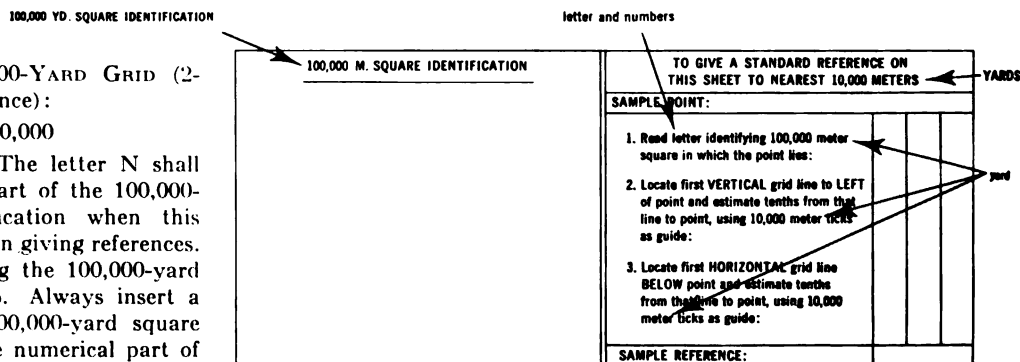 100,000 YD. SQUARE IDENTIFICATION
letter and numbers
00-YARD GRID (2-
nce):
0,000
The letter N shall
art of the 100,000-
cation when this
n giving references.
g the 100,000-yard
. Always insert a
00,000-yard square
e numerical part of
100,000 M. SQUARE IDENTIFICATION
TO GIVE A STANDARD REFERENCE ON
THIS SHEET TO NEAREST 10,000 METERS
YARDS
SAMPLE POINT:
1. Read letter identifying 100,000 meter
square in which the point lies:
yard
2. Locate first VERTICAL grid line to LEFT
of point and estimate tenths from that
line to point, using 10,000 meter ticks
as guide:
3. Locate first HORIZONTAL grid line
BELOW point and estimate tenths
from that line to point, using 10,000
meter ticks as guide:
SAMPLE REFERENCE: